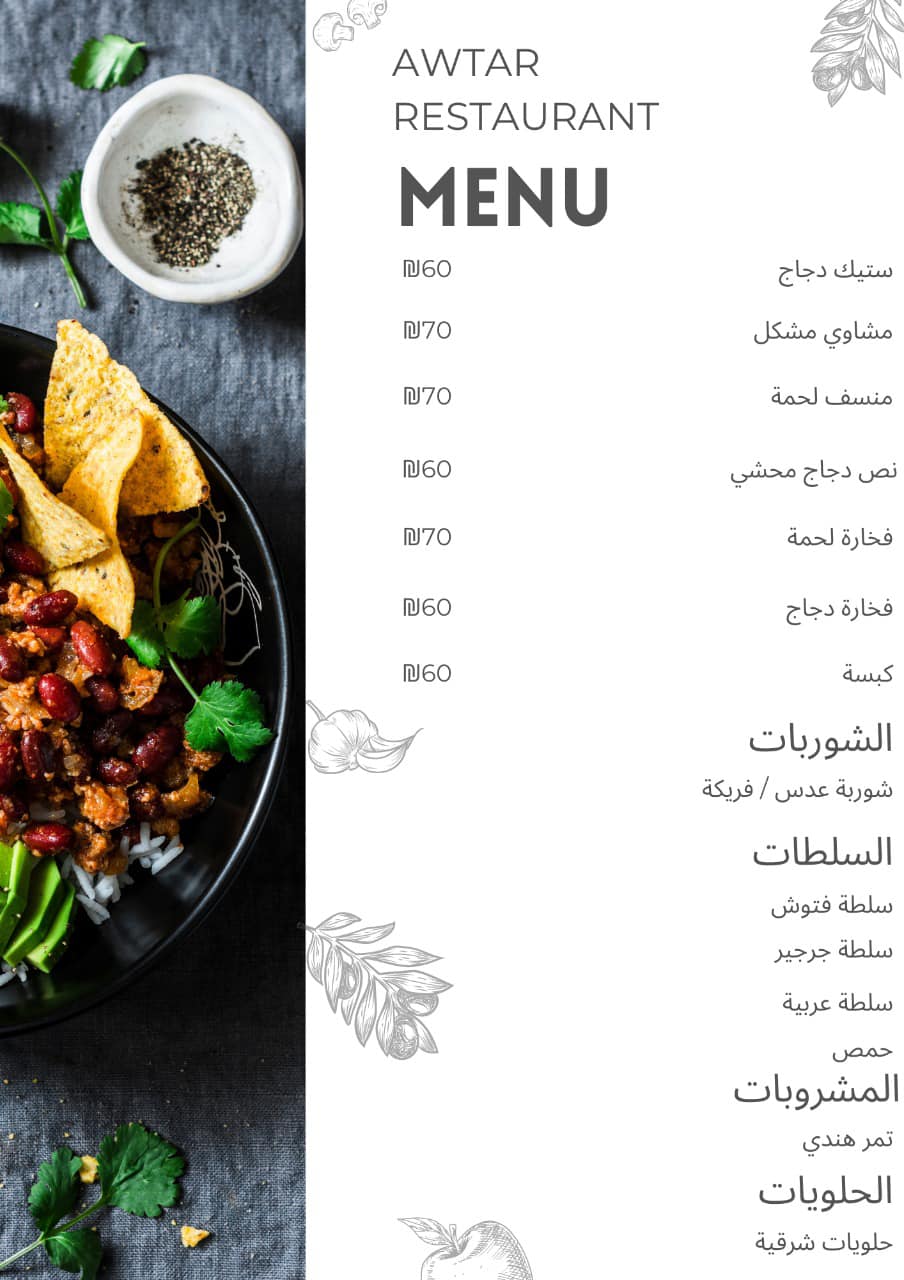 AWTAR
RESTAURANT
MENU
ستيك دجاج ₪60
مشاوي مشكل ₪70
منسف لحمة ₪70
نص دجاج محشي ₪60
فخارة لحمة ₪70
فخارة دجاج ₪60
كبسة ₪60
الشوربات
شوربة عدس / فريكة
السلطات
سلطة فتوش
سلطة جرجير
سلطة عربية
حمص
المشروبات
تمر هندي
الحلويات
حلويات شرقية